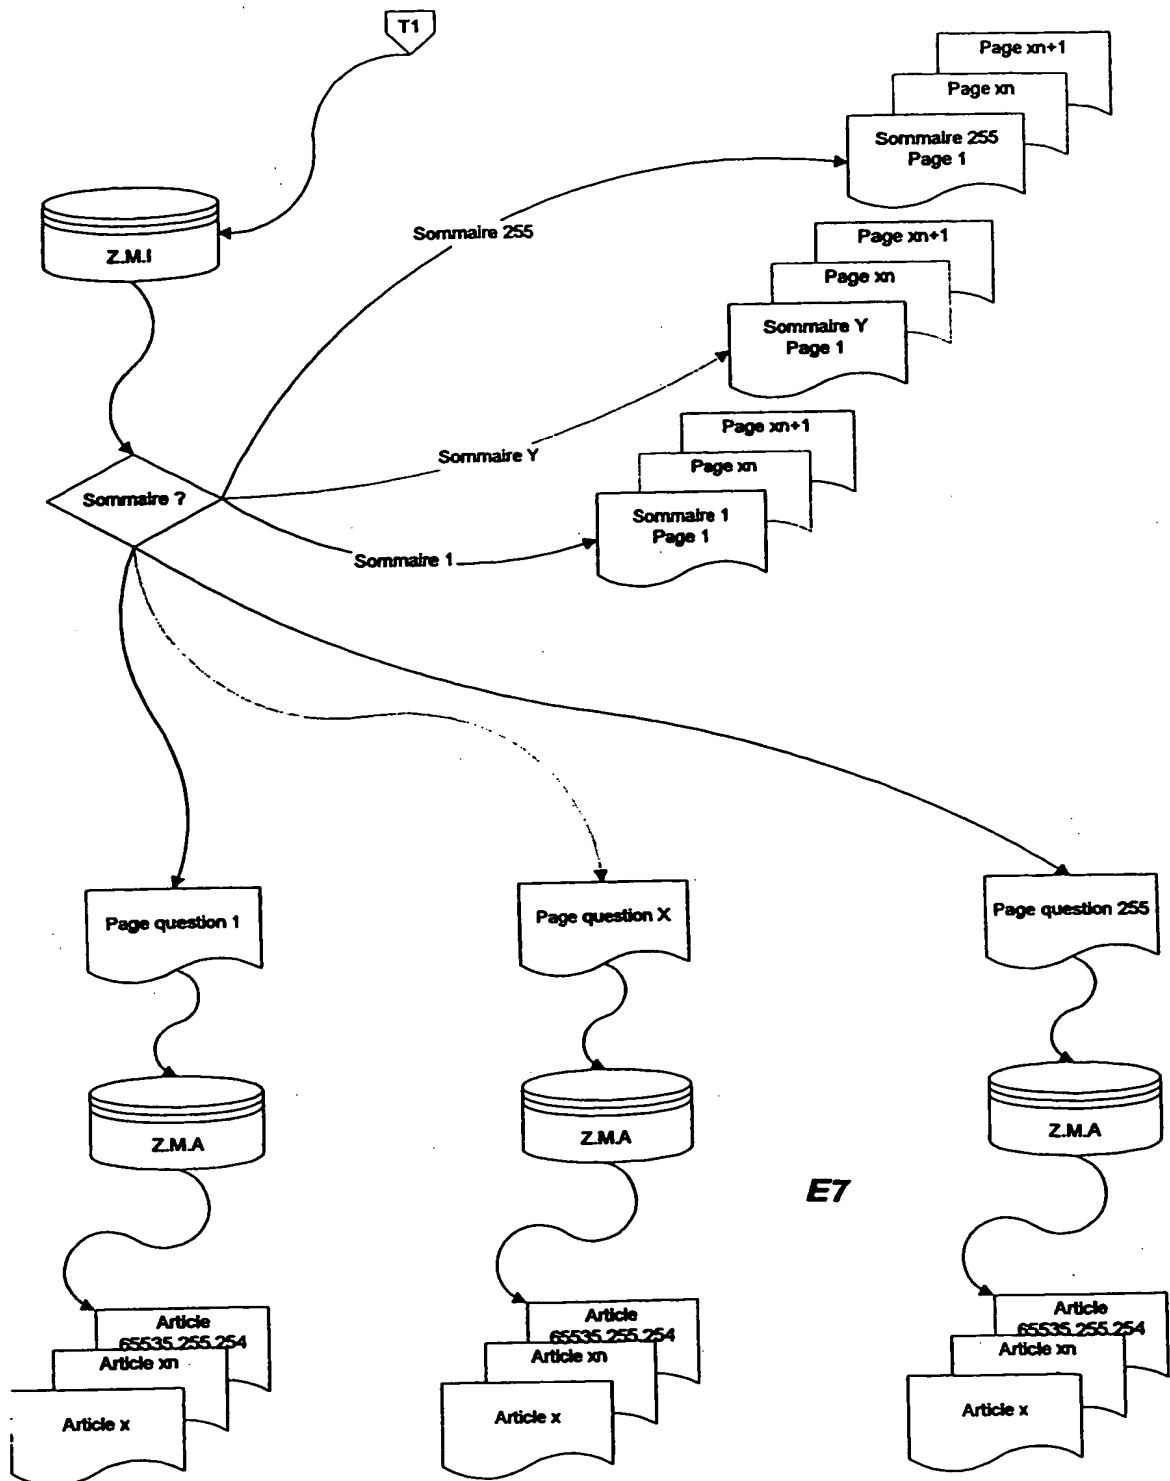 T1
Page xn+1
Page xn
Sommaire 255
Page 1
Sommaire 255
Z.M.I
Page xn+1
Page xn
Sommaire Y
Page 1
Page xn+1
Sommaire Y
Page xn
Sommaire ?
Sommaire 1
Page 1
Sommaire 1
Page question 1
Page question X
Page question 255
Z.M.A
Z.M.A
Z.M.A
E7
Article
65535.255.254
Article xn
Article x
Article
65535.255.254
Article xn
Article x
Article
65535.255.254
Article xn
Article x